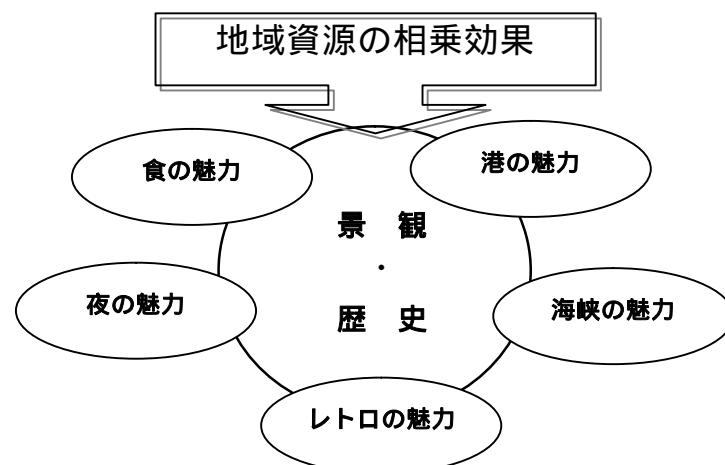 地域資源の相乗効果
食の魅力
港の魅力
景　観
・
歴　史
夜の魅力
海峡の魅力
レトロの魅力